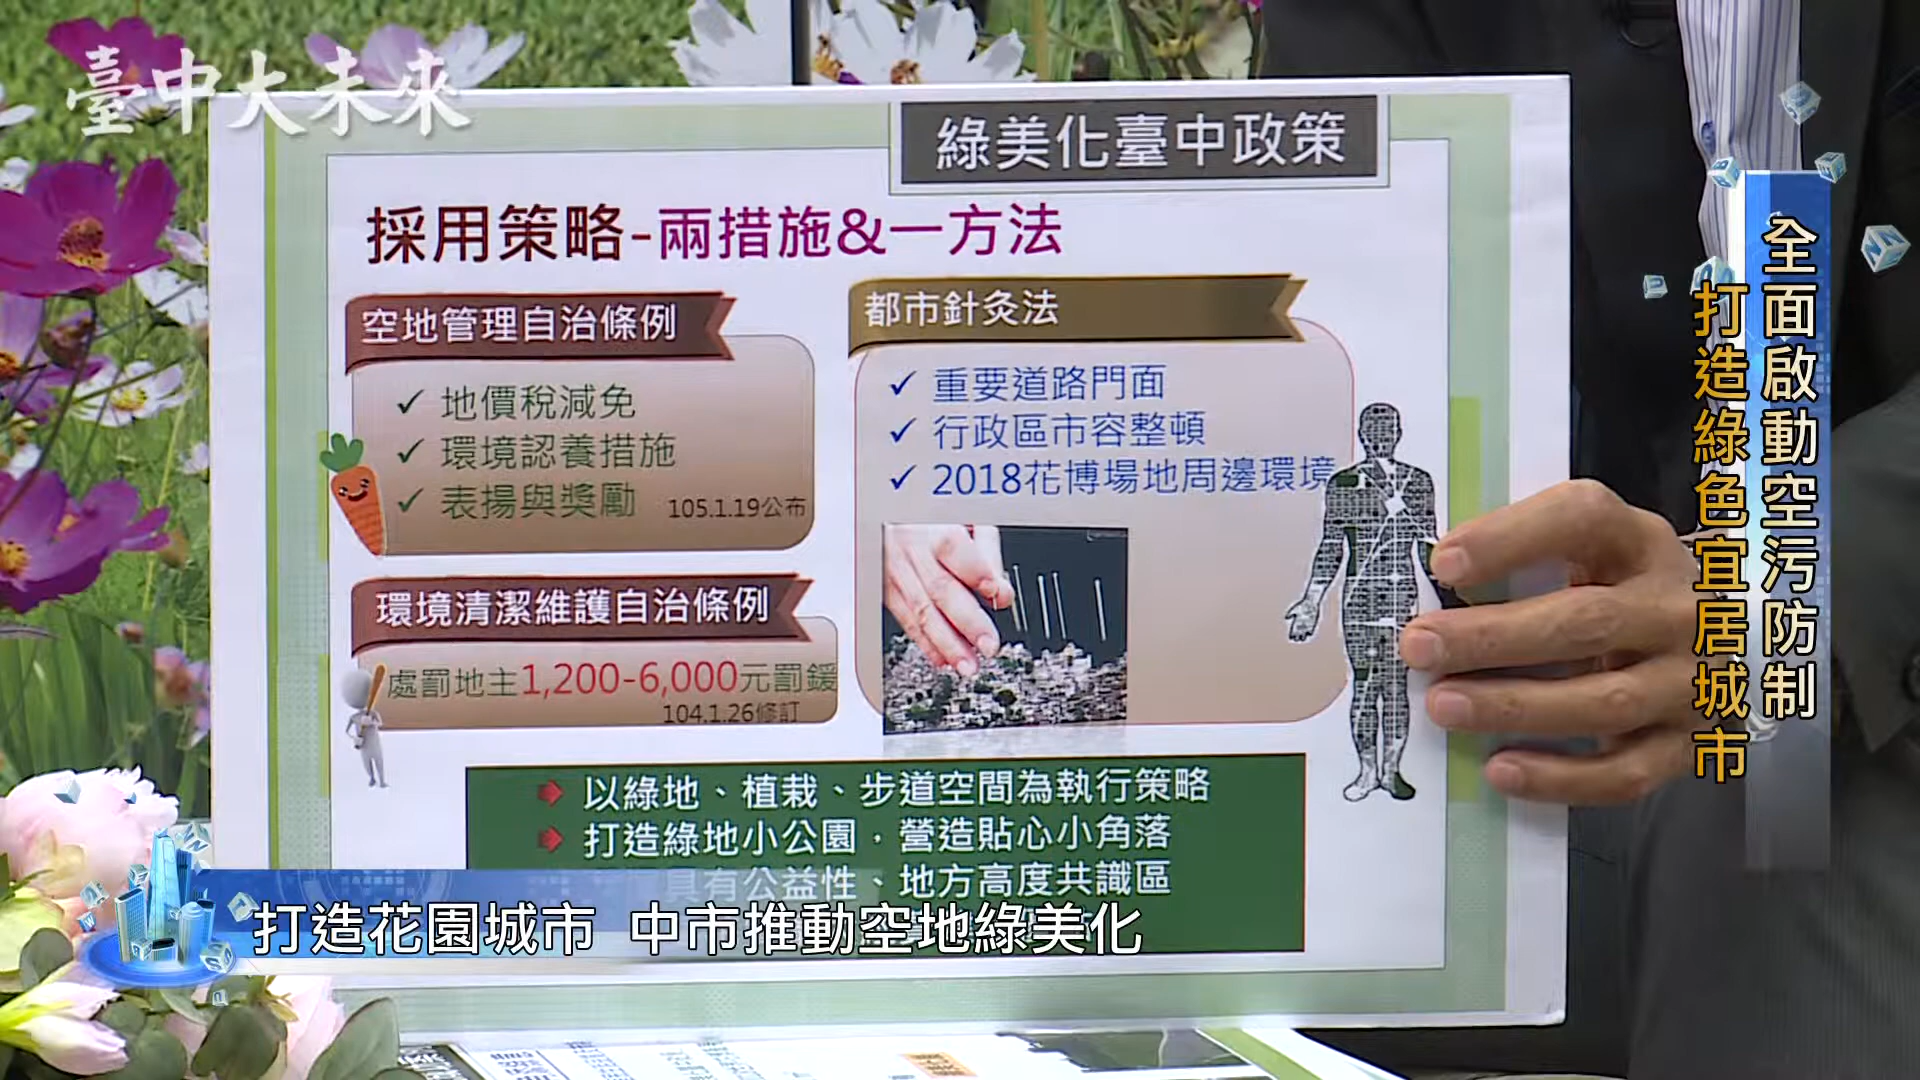 臺中大未來
綠美化臺中政策
採用策略-兩措施&一方法
空地管理自治條例
✓ 地價稅減免
✓ 環境認養措施
✓ 表揚與獎勵
105.1.19公布
環境清潔維護自治條例
處罰地主1,200-6,000元罰鍰
104.1.26修訂
都市針灸法
✓ 重要道路門面
✓ 行政區市容整頓
✓ 2018花博場地周邊環境
以綠地、植栽、步道空間為執行策略
打造綠地小公園，營造貼心小角落
具有公益性、地方高度共識區
打造花園城市 中市推動空地綠美化
全面啟動空污防制
打造綠色宜居城市